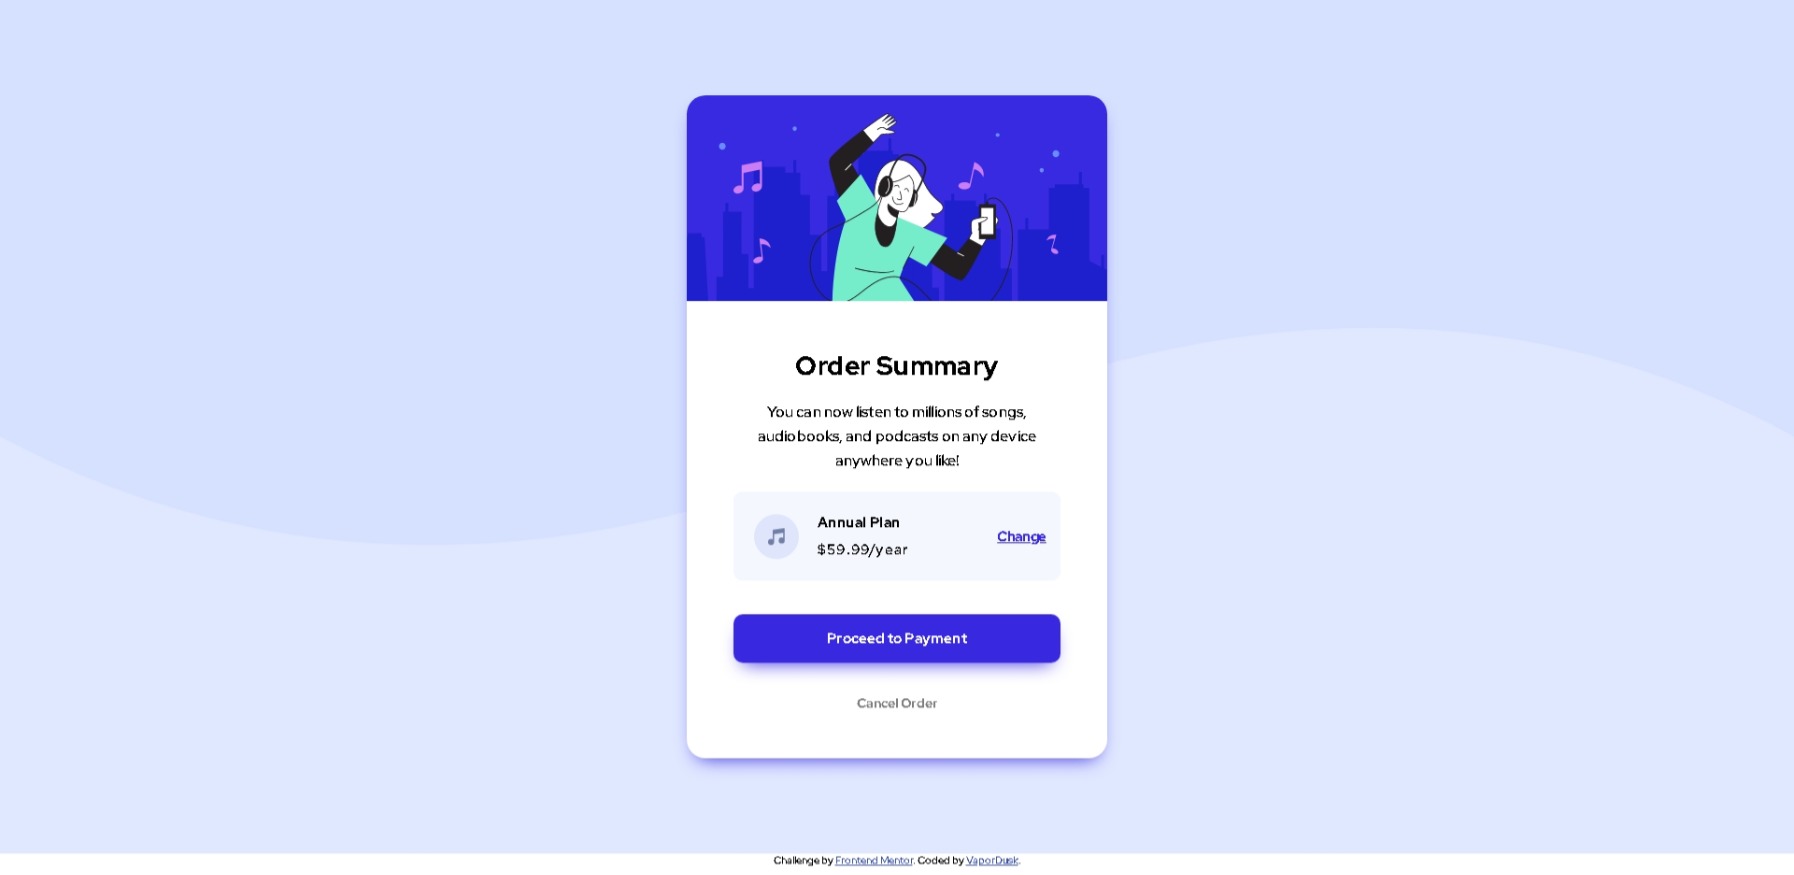 Order Summary
You can now listen to millions of songs,
audiobooks, and podcasts on any device
anywhere you like!
Annual Plan
$59.99/year
Change
Proceed to Payment
Cancel Order
Challenge by Frontend Mentor. Coded by VaporDusk.